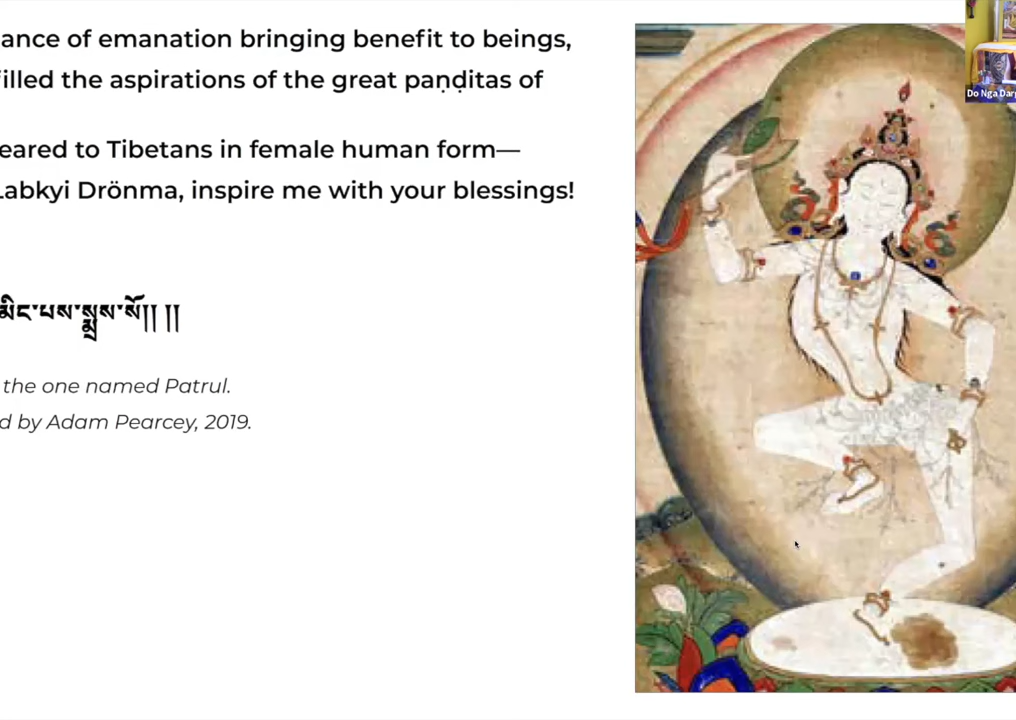 ance of emanation bringing benefit to beings,
illed the aspirations of the great paṇḍitas of
eared to Tibetans in female human form—
Labkyi Drönma, inspire me with your blessings!
མིང་པས་སྨྲས་སོ།། །།
the one named Patrul.
d by Adam Pearcey, 2019.
Do Nga Darg